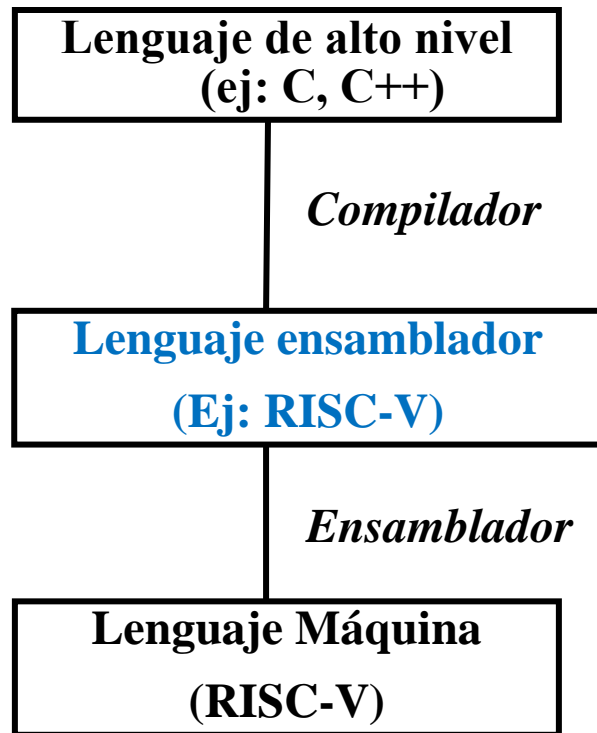 Lenguaje de alto nivel
(ej: C, C++)
Compilador
Lenguaje ensamblador
(Ej: RISC-V)
Ensamblador
Lenguaje Máquina
(RISC-V)